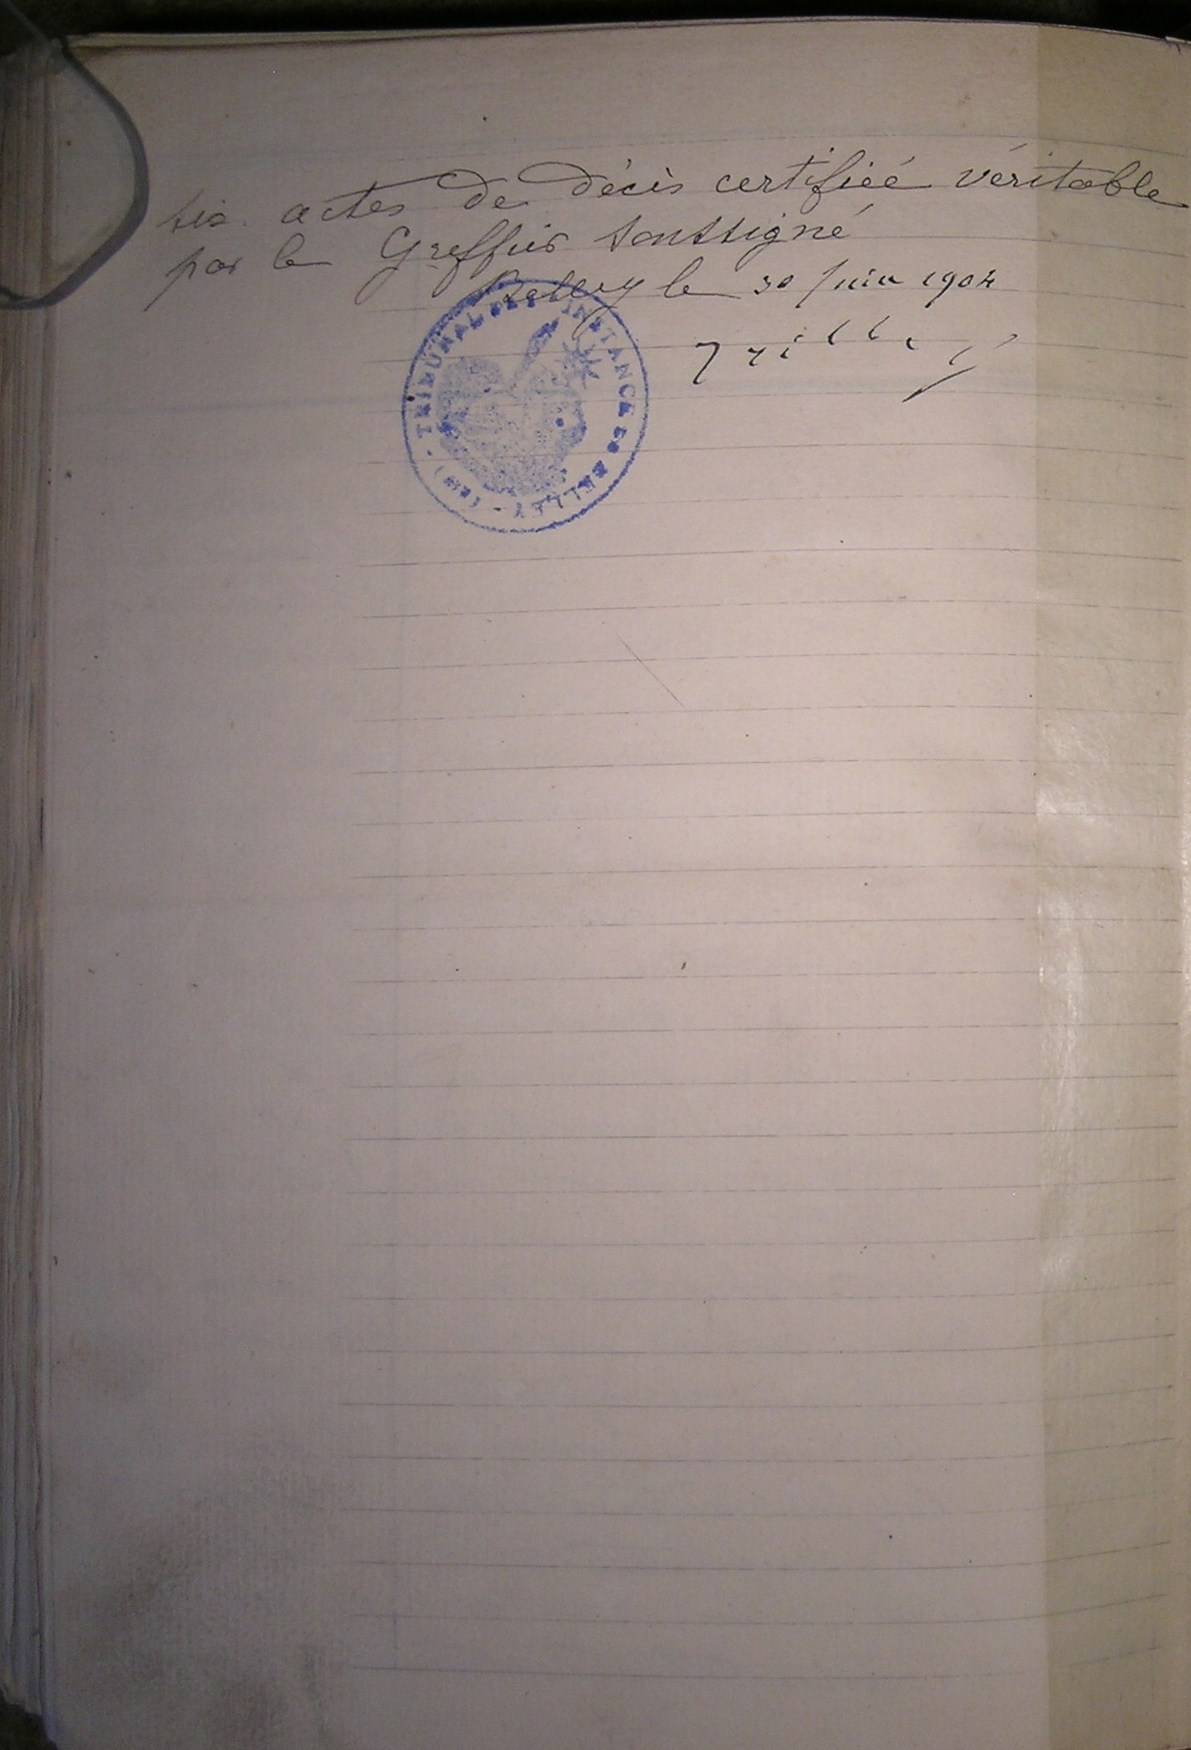 six actes de décès certifiée véritable
par le Greffier soussigné
Belley le 30 Juin 1904
TRIBUNAL DE 1re INSTANCE DE BELLEY - (AIN) -